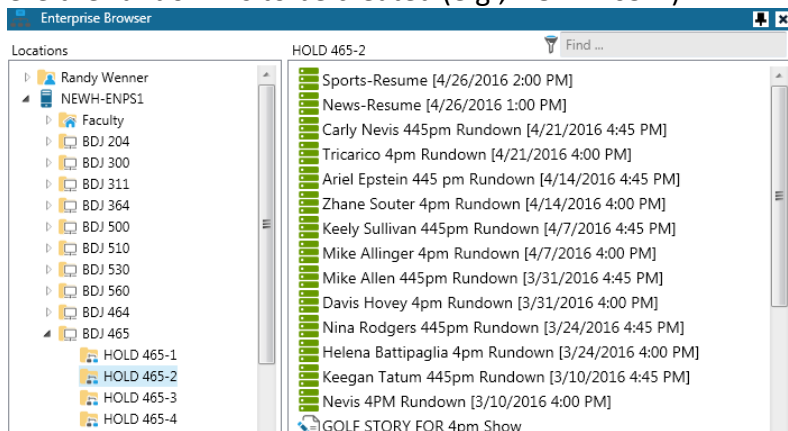 Enterprise Browser
Locations
HOLD 465-2
Find ...
Randy Wenner
NEWH-ENPS1
Faculty
BDJ 204
BDJ 300
BDJ 311
BDJ 364
BDJ 500
BDJ 510
BDJ 530
BDJ 560
BDJ 464
BDJ 465
HOLD 465-1
HOLD 465-2
HOLD 465-3
HOLD 465-4
Sports-Resume [4/26/2016 2:00 PM]
News-Resume [4/26/2016 1:00 PM]
Carly Nevis 445pm Rundown [4/21/2016 4:45 PM]
Tricarico 4pm Rundown [4/21/2016 4:00 PM]
Ariel Epstein 445 pm Rundown [4/14/2016 4:45 PM]
Zhane Souter 4pm Rundown [4/14/2016 4:00 PM]
Keely Sullivan 445pm Rundown [4/7/2016 4:45 PM]
Mike Allinger 4pm Rundown [4/7/2016 4:00 PM]
Mike Allen 445pm Rundown [3/31/2016 4:45 PM]
Davis Hovey 4pm Rundown [3/31/2016 4:00 PM]
Nina Rodgers 445pm Rundown [3/24/2016 4:45 PM]
Helena Battipaglia 4pm Rundown [3/24/2016 4:00 PM]
Keegan Tatum 445pm Rundown [3/10/2016 4:45 PM]
Nevis 4PM Rundown [3/10/2016 4:00 PM]
GOLF STORY FOR 4pm Show